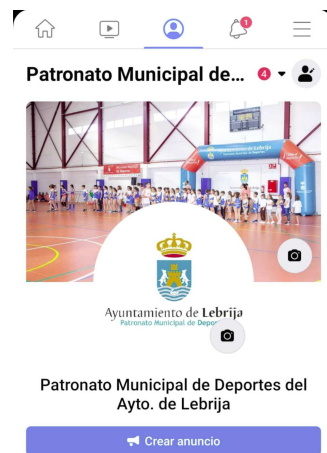 1
Patronato Municipal de...
4
Ayuntamiento de Lebrija
Patronato Municipal de
Patronato Municipal de Deportes del
Ayto. de Lebrija
Crear anuncio